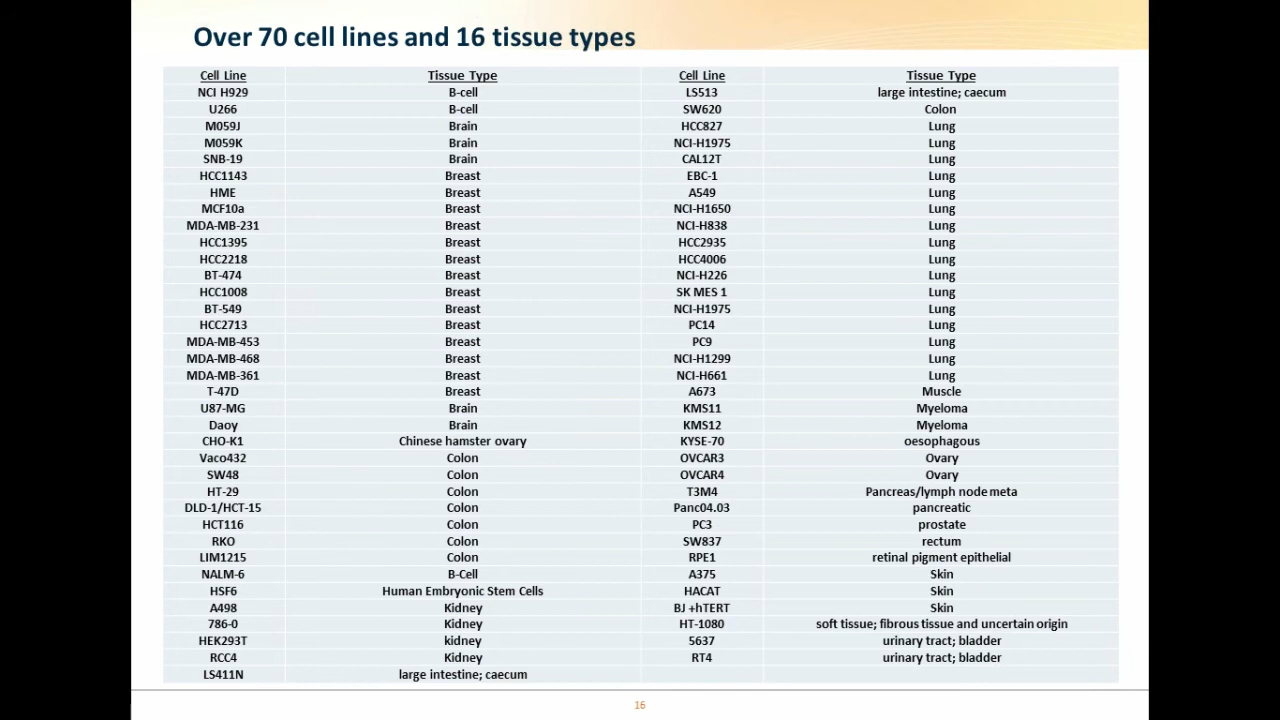 Over 70 cell lines and 16 tissue types
Cell Line Tissue Type Cell Line Tissue Type
NCI H929 B-cell LS513 large intestine; caecum
U266 B-cell SW620 Colon
M059J Brain HCC827 Lung
M059K Brain NCI-H1975 Lung
SNB-19 Brain CAL12T Lung
HCC1143 Breast EBC-1 Lung
HME Breast A549 Lung
MCF10a Breast NCI-H1650 Lung
MDA-MB-231 Breast NCI-H838 Lung
HCC1395 Breast HCC2935 Lung
HCC2218 Breast HCC4006 Lung
BT-474 Breast NCI-H226 Lung
HCC1008 Breast SK MES 1 Lung
BT-549 Breast NCI-H1975 Lung
HCC2713 Breast PC14 Lung
MDA-MB-453 Breast PC9 Lung
MDA-MB-468 Breast NCI-H1299 Lung
MDA-MB-361 Breast NCI-H661 Lung
T-47D Breast A673 Muscle
U87-MG Brain KMS11 Myeloma
Daoy Brain KMS12 Myeloma
CHO-K1 Chinese hamster ovary KYSE-70 oesophagous
Vaco432 Colon OVCAR3 Ovary
SW48 Colon OVCAR4 Ovary
HT-29 Colon T3M4 Pancreas/lymph node meta
DLD-1/HCT-15 Colon Panc04.03 pancreatic
HCT116 Colon PC3 prostate
RKO Colon SW837 rectum
LIM1215 Colon RPE1 retinal pigment epithelial
NALM-6 B-Cell A375 Skin
HSF6 Human Embryonic Stem Cells HACAT Skin
A498 Kidney BJ +hTERT Skin
786-0 Kidney HT-1080 soft tissue; fibrous tissue and uncertain origin
HEK293T kidney 5637 urinary tract; bladder
RCC4 Kidney RT4 urinary tract; bladder
LS411N large intestine; caecum
16